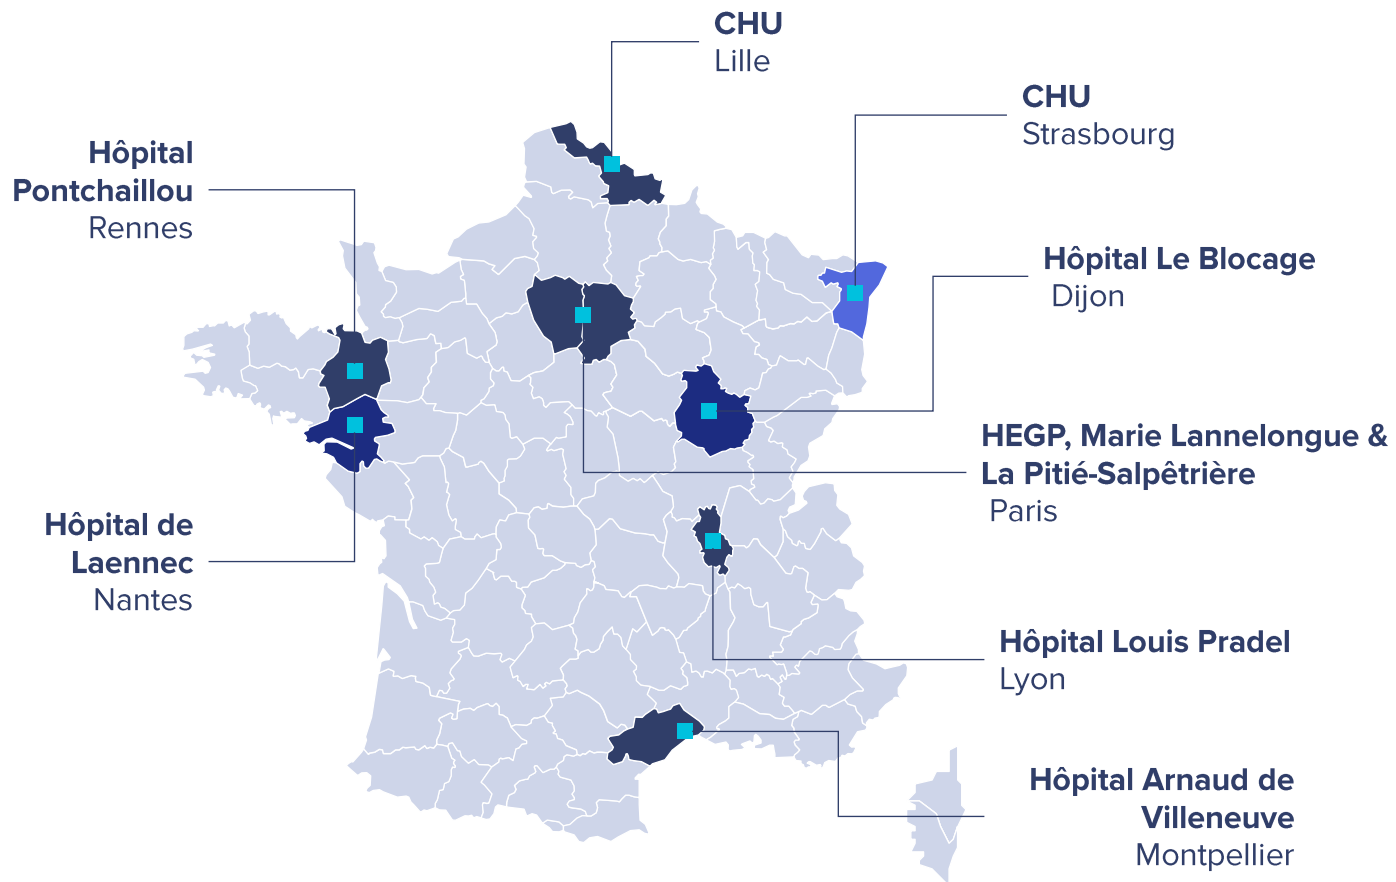 CHU
Lille
CHU
Strasbourg
Hôpital
Pontchaillou
Rennes
Hôpital Le Blocage
Dijon
HEGP, Marie Lannelongue &
La Pitié-Salpêtrière
Paris
Hôpital de
Laennec
Nantes
Hôpital Louis Pradel
Lyon
Hôpital Arnaud de
Villeneuve
Montpellier